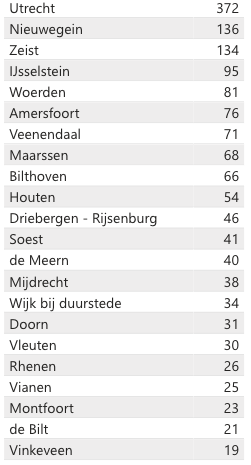 Utrecht 372
Nieuwegein 136
Zeist 134
IJsselstein 95
Woerden 81
Amersfoort 76
Veenendaal 71
Maarssen 68
Bilthoven 66
Houten 54
Driebergen - Rijsenburg 46
Soest 41
de Meern 40
Mijdrecht 38
Wijk bij duurstede 34
Doorn 31
Vleuten 30
Rhenen 26
Vianen 25
Montfoort 23
de Bilt 21
Vinkeveen 19